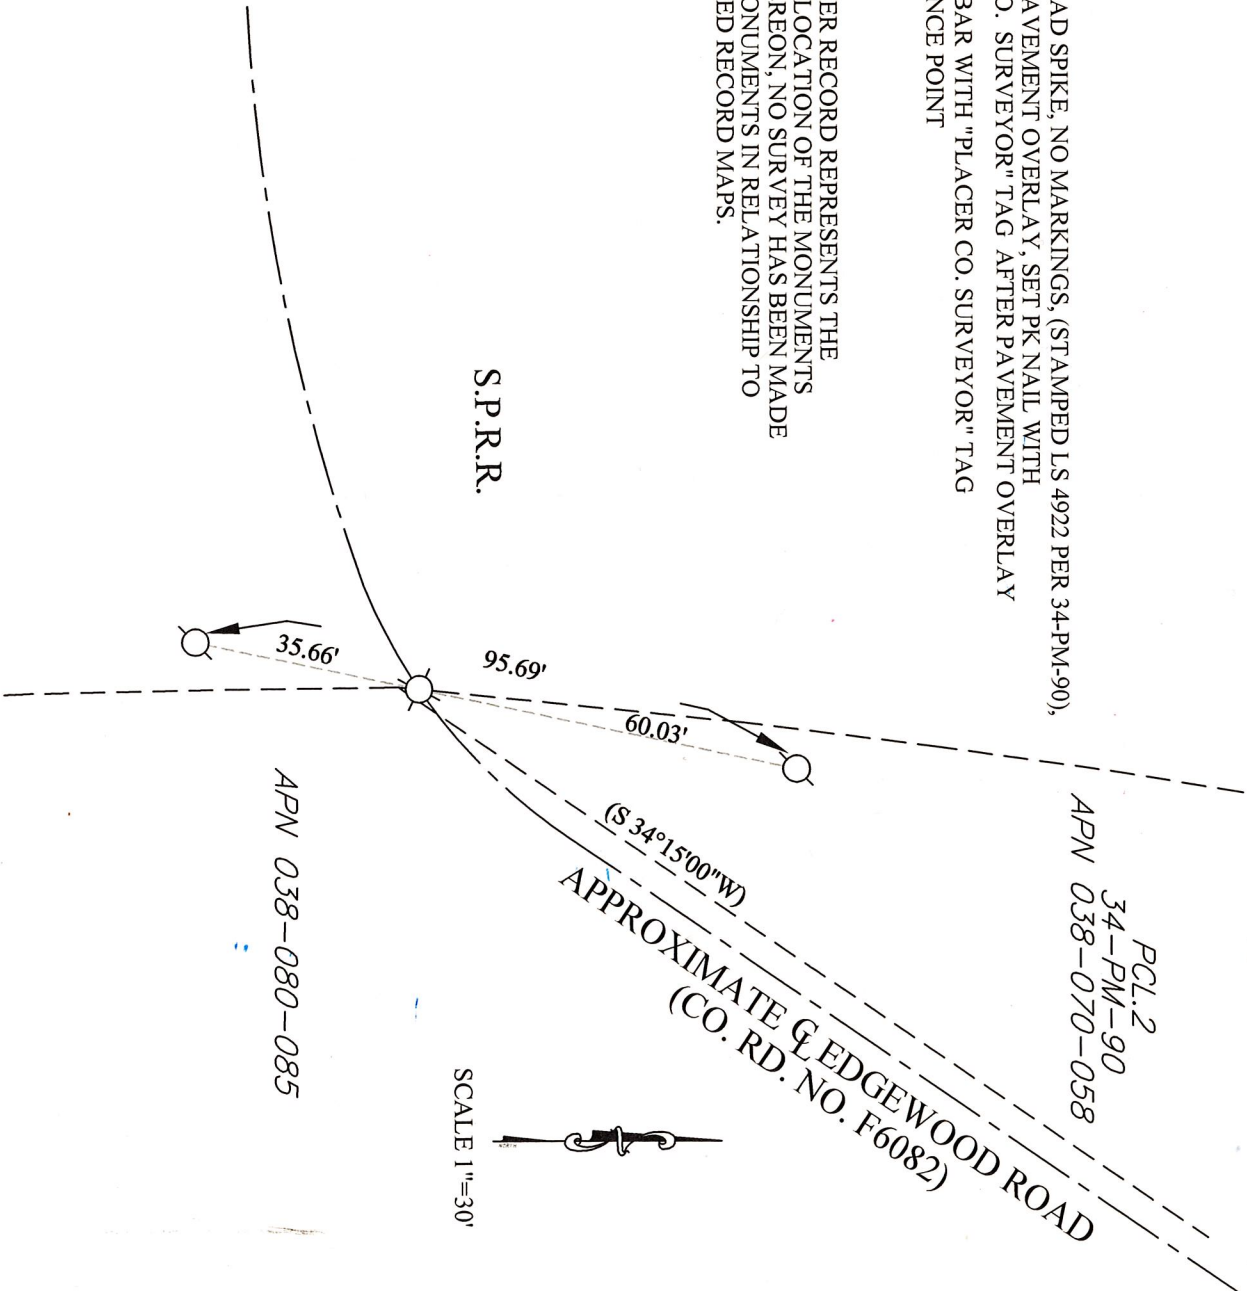 AD SPIKE, NO MARKINGS, (STAMPED LS 4922 PER 34-PM-90),
AVEMENT OVERLAY, SET PK NAIL WITH
O. SURVEYOR" TAG AFTER PAVEMENT OVERLAY
BAR WITH "PLACER CO. SURVEYOR" TAG
NCE POINT
ER RECORD REPRESENTS THE
LOCATION OF THE MONUMENTS
REON, NO SURVEY HAS BEEN MADE
ONUMENTS IN RELATIONSHIP TO
ED RECORD MAPS.
S.P.R.R.
PCL.2
34-PM-90
APN 038-070-058
95.69'
60.03'
35.66'
(S 34°15'00"W)
APPROXIMATE ℄ EDGEWOOD ROAD
(CO. RD. NO. F6082)
APN 038-080-085
SCALE 1"=30'